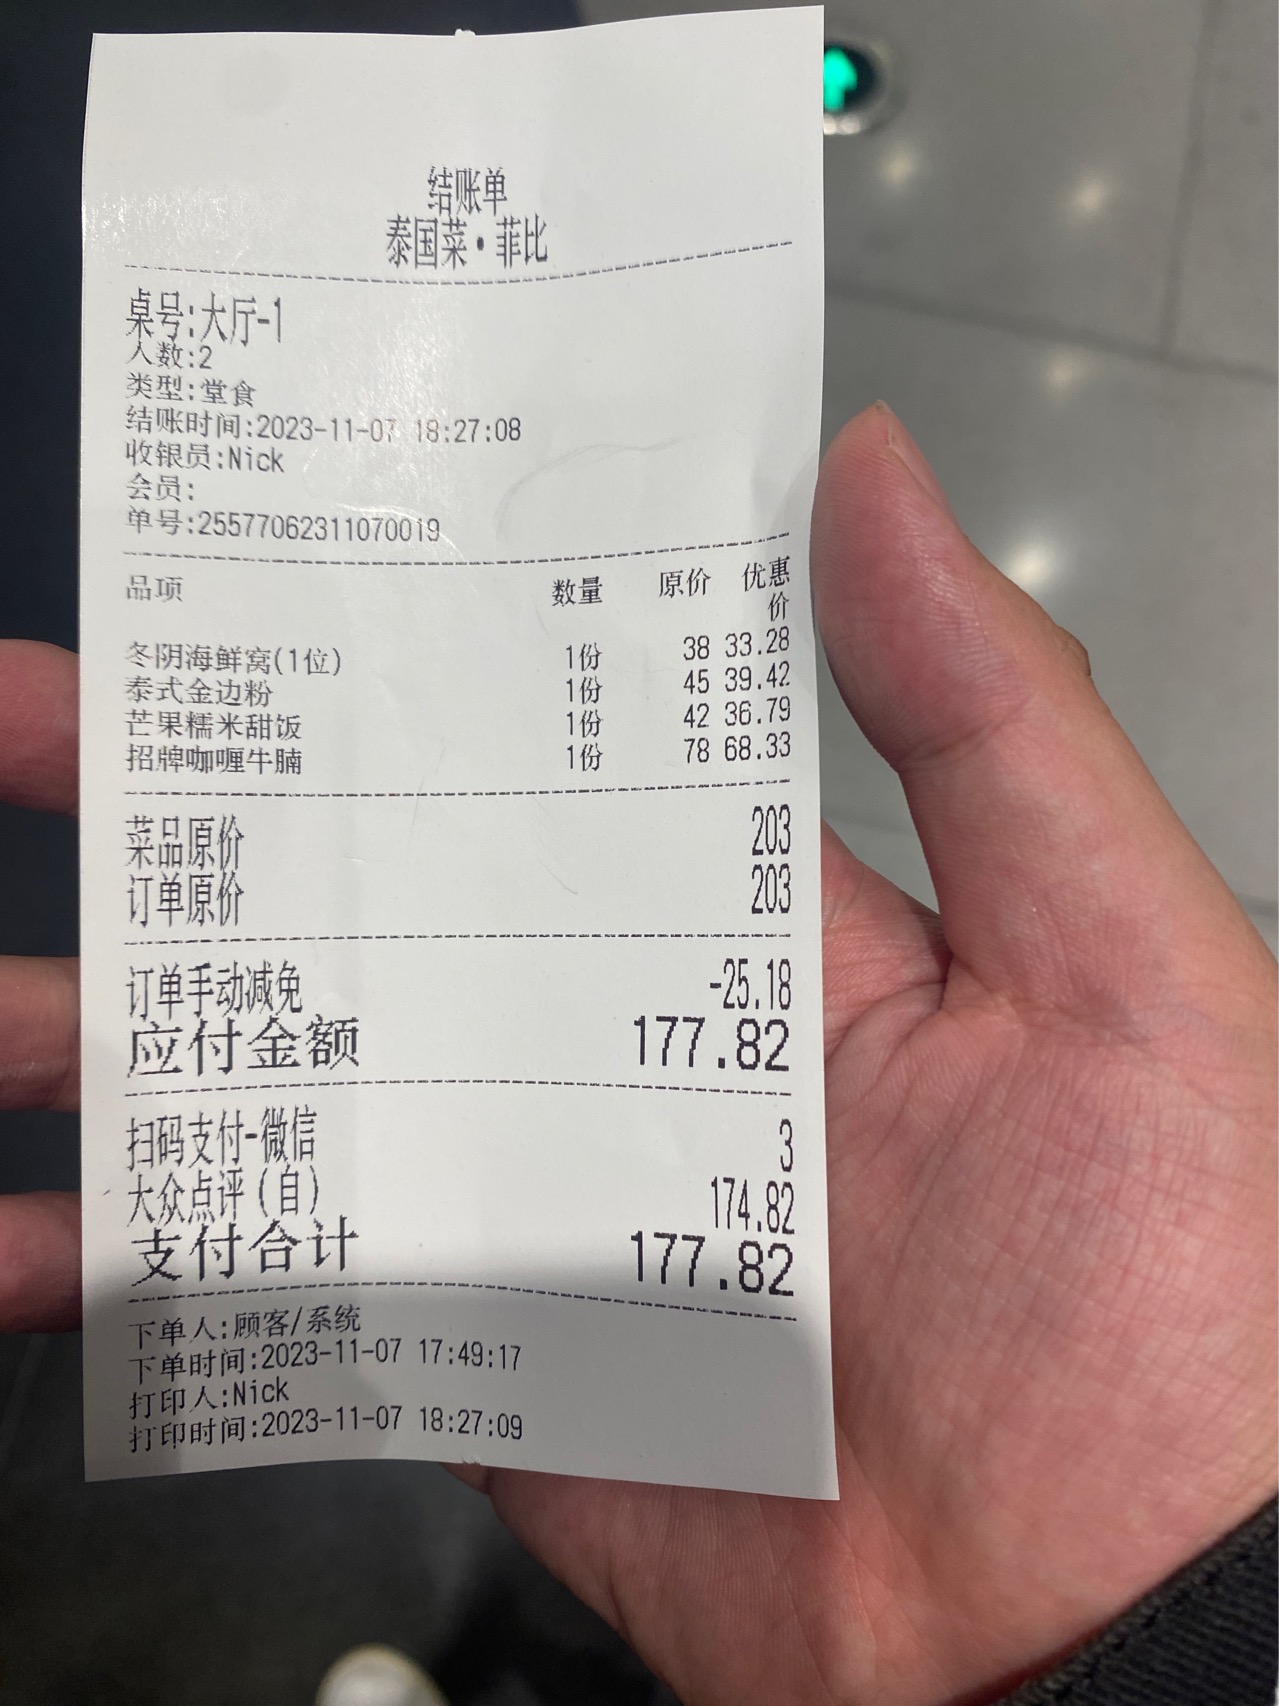 结账单
泰国菜·菲比
桌号:大厅-1
人数:2
类型:堂食
结账时间:2023-11-07 18:27:08
收银员:Nick
会员:
单号:25577062311070019
品项 数量 原价 优惠价
冬阴海鲜窝(1位) 1份 38 33.28
泰式金边粉 1份 45 39.42
芒果糯米甜饭 1份 42 36.79
招牌咖喱牛腩 1份 78 68.33
菜品原价 203
订单原价 203
订单手动减免 -25.18
应付金额 177.82
扫码支付-微信 3
大众点评(自) 174.82
支付合计 177.82
下单人:顾客/系统
下单时间:2023-11-07 17:49:17
打印人:Nick
打印时间:2023-11-07 18:27:09